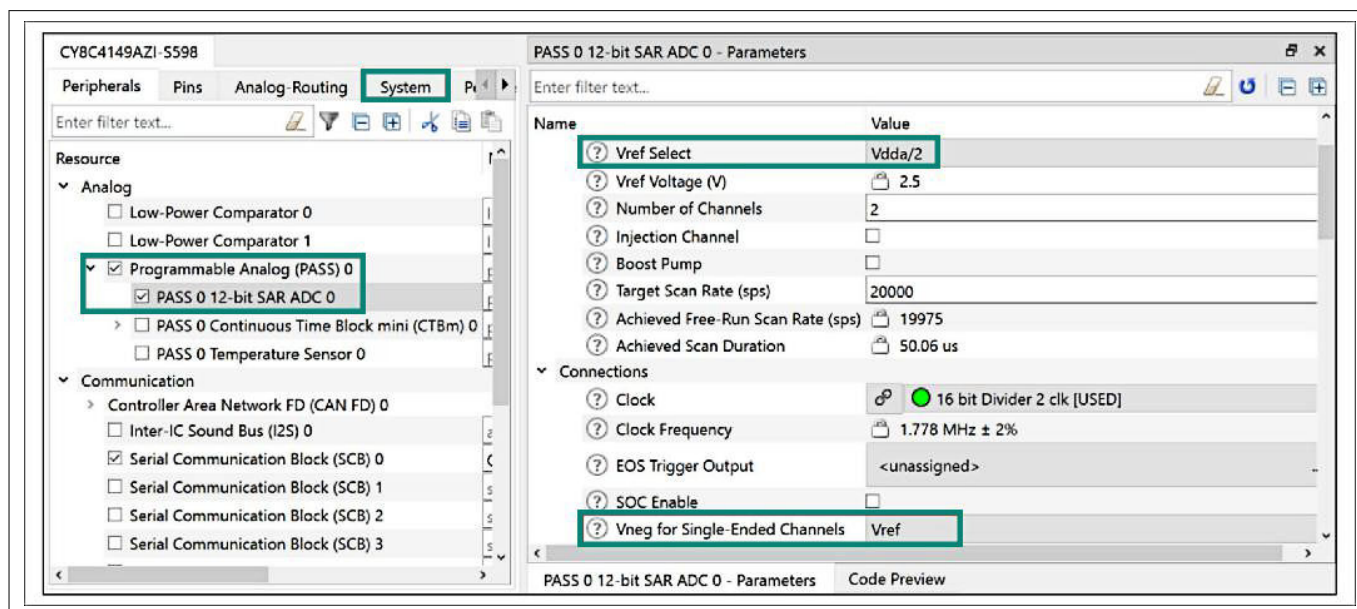 CY8C4149AZI-S598
Peripherals Pins Analog-Routing System
Enter filter text...
Resource
Analog
Low-Power Comparator 0
Low-Power Comparator 1
Programmable Analog (PASS) 0
PASS 0 12-bit SAR ADC 0
PASS 0 Continuous Time Block mini (CTBm) 0
PASS 0 Temperature Sensor 0
Communication
Controller Area Network FD (CAN FD) 0
Inter-IC Sound Bus (I2S) 0
Serial Communication Block (SCB) 0
Serial Communication Block (SCB) 1
Serial Communication Block (SCB) 2
Serial Communication Block (SCB) 3
PASS 0 12-bit SAR ADC 0 - Parameters
Enter filter text...
Name Value
Vref Select Vdda/2
Vref Voltage (V) 2.5
Number of Channels 2
Injection Channel
Boost Pump
Target Scan Rate (sps) 20000
Achieved Free-Run Scan Rate (sps) 19975
Achieved Scan Duration 50.06 us
Connections
Clock 16 bit Divider 2 clk [USED]
Clock Frequency 1.778 MHz ± 2%
EOS Trigger Output <unassigned>
SOC Enable
Vneg for Single-Ended Channels Vref
PASS 0 12-bit SAR ADC 0 - Parameters Code Preview